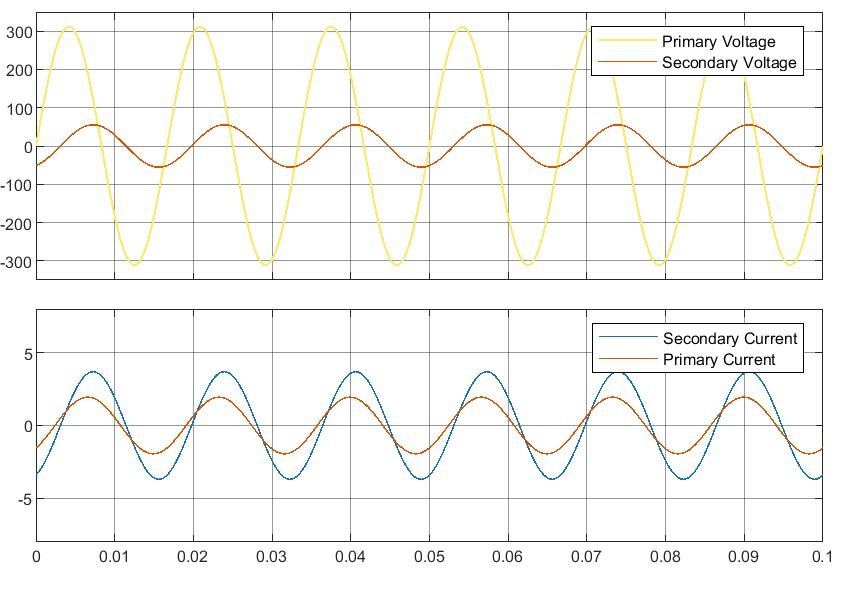 300
200
100
0
-100
-200
-300
Primary Voltage
Secondary Voltage
5
0
-5
Secondary Current
Primary Current
0 0.01 0.02 0.03 0.04 0.05 0.06 0.07 0.08 0.09 0.1